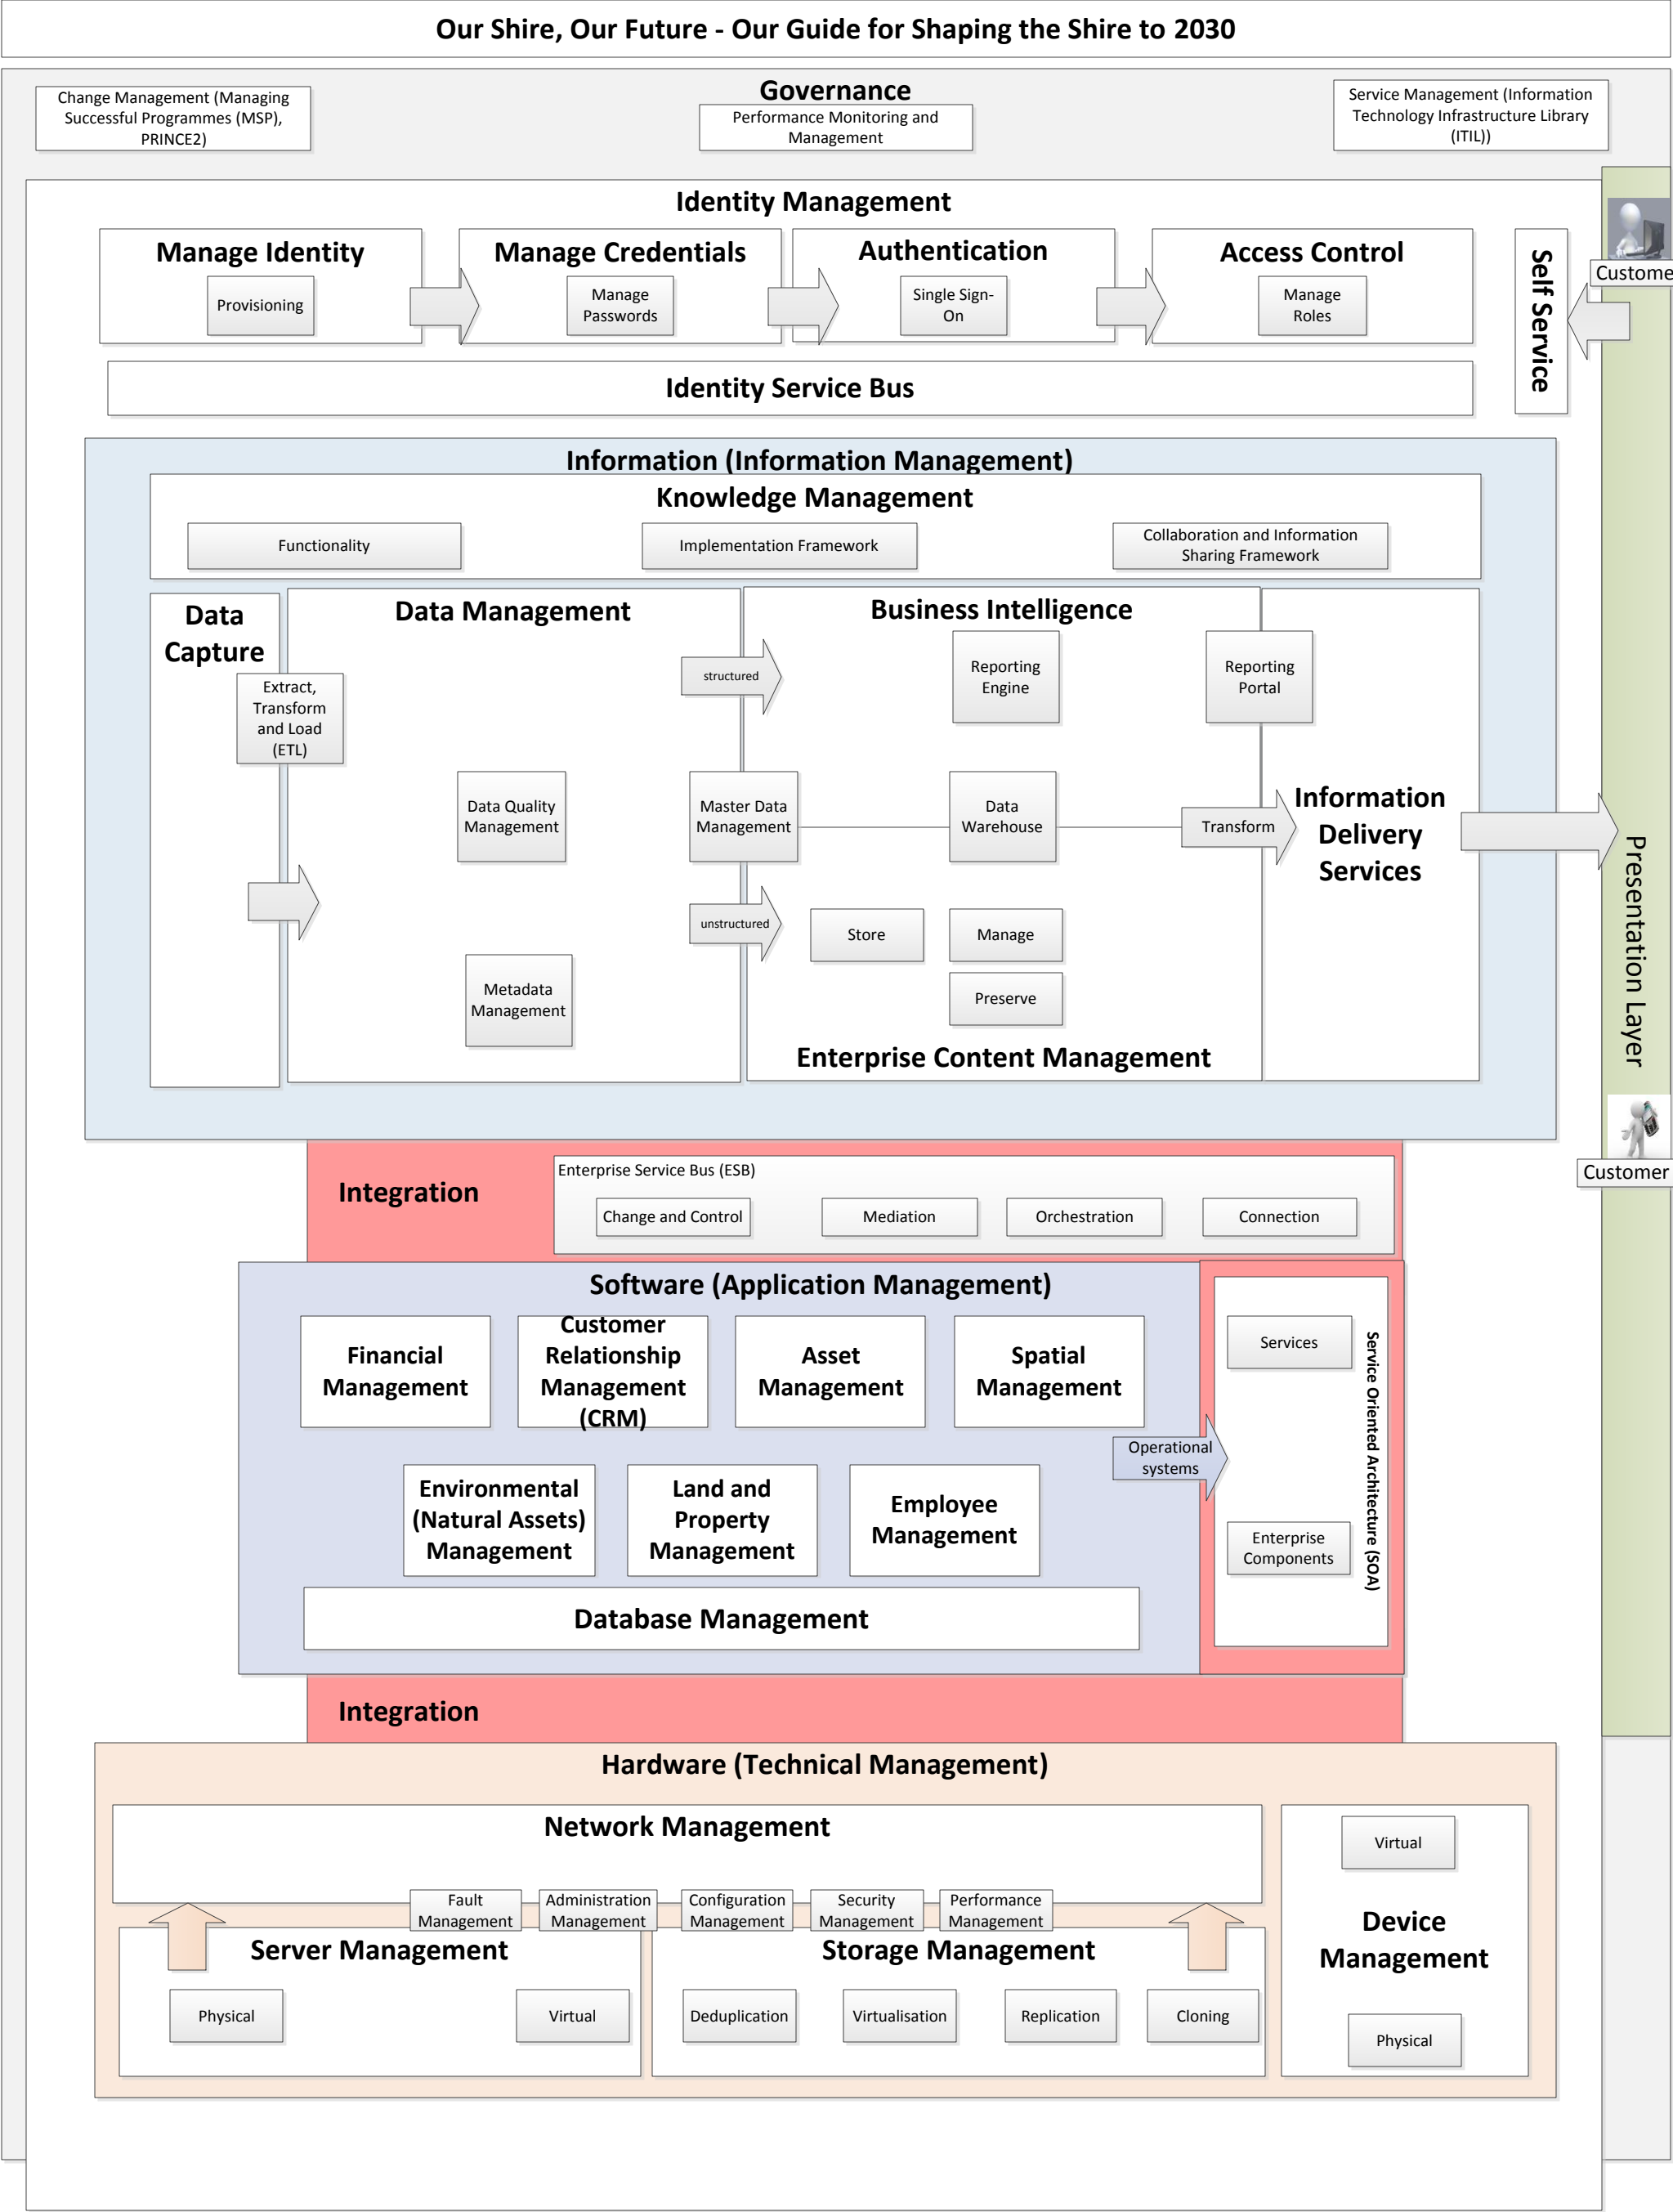 Our Shire, Our Future - Our Guide for Shaping the Shire to 2030
Governance
Change Management (Managing
Successful Programmes (MSP),
PRINCE2)
Performance Monitoring and
Management
Service Management (Information
Technology Infrastructure Library
(ITIL))
Identity Management
Manage Identity
Provisioning
Manage Credentials
Manage
Passwords
Authentication
Single Sign-
On
Access Control
Manage
Roles
Self Service
Custome
Identity Service Bus
Information (Information Management)
Knowledge Management
Functionality
Implementation Framework
Collaboration and Information
Sharing Framework
Data
Capture
Extract,
Transform
and Load
(ETL)
Data Management
Data Quality
Management
Metadata
Management
Master Data
Management
structured
unstructured
Business Intelligence
Reporting
Engine
Reporting
Portal
Data
Warehouse
Transform
Store
Manage
Preserve
Enterprise Content Management
Information
Delivery
Services
Presentation Layer
Customer
Integration
Enterprise Service Bus (ESB)
Change and Control
Mediation
Orchestration
Connection
Software (Application Management)
Financial
Management
Customer
Relationship
Management
(CRM)
Asset
Management
Spatial
Management
Environmental
(Natural Assets)
Management
Land and
Property
Management
Employee
Management
Operational
systems
Database Management
Services
Enterprise
Components
Service Oriented Architecture (SOA)
Integration
Hardware (Technical Management)
Network Management
Fault
Management
Administration
Management
Configuration
Management
Security
Management
Performance
Management
Server Management
Physical
Virtual
Storage Management
Deduplication
Virtualisation
Replication
Cloning
Virtual
Device
Management
Physical